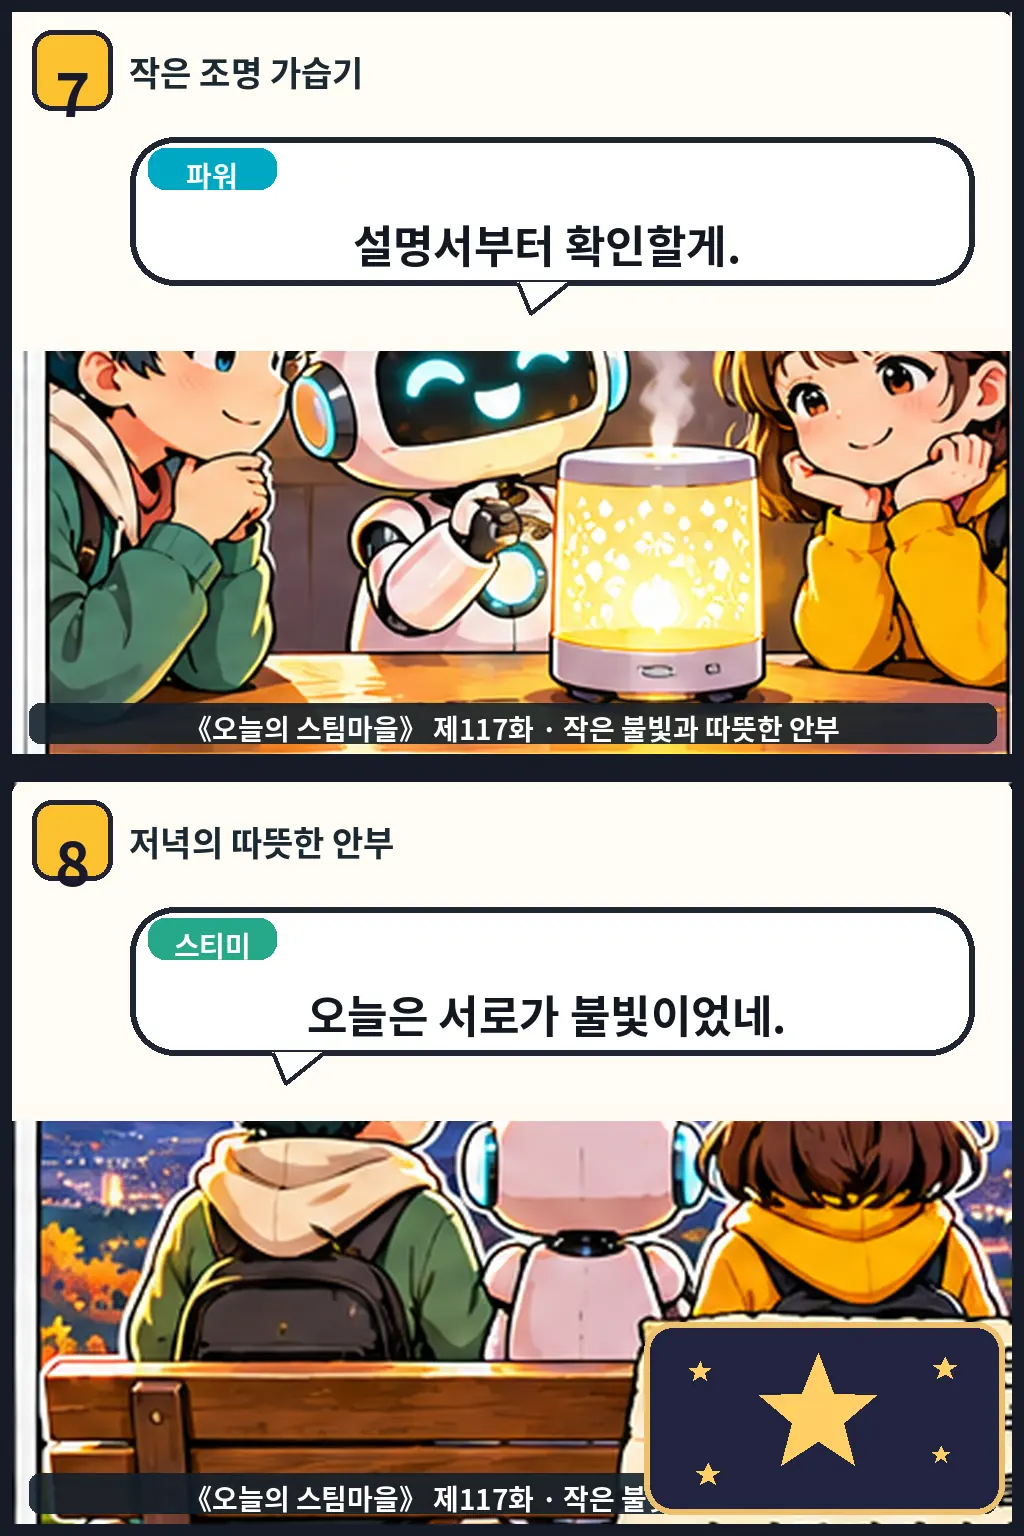 7
작은 조명 가습기
파워
설명서부터 확인할게.
《오늘의 스팀마을》 제117화 · 작은 불빛과 따뜻한 안부
8
저녁의 따뜻한 안부
스티미
오늘은 서로가 불빛이었네.
《오늘의 스팀마을》 제117화 · 작은